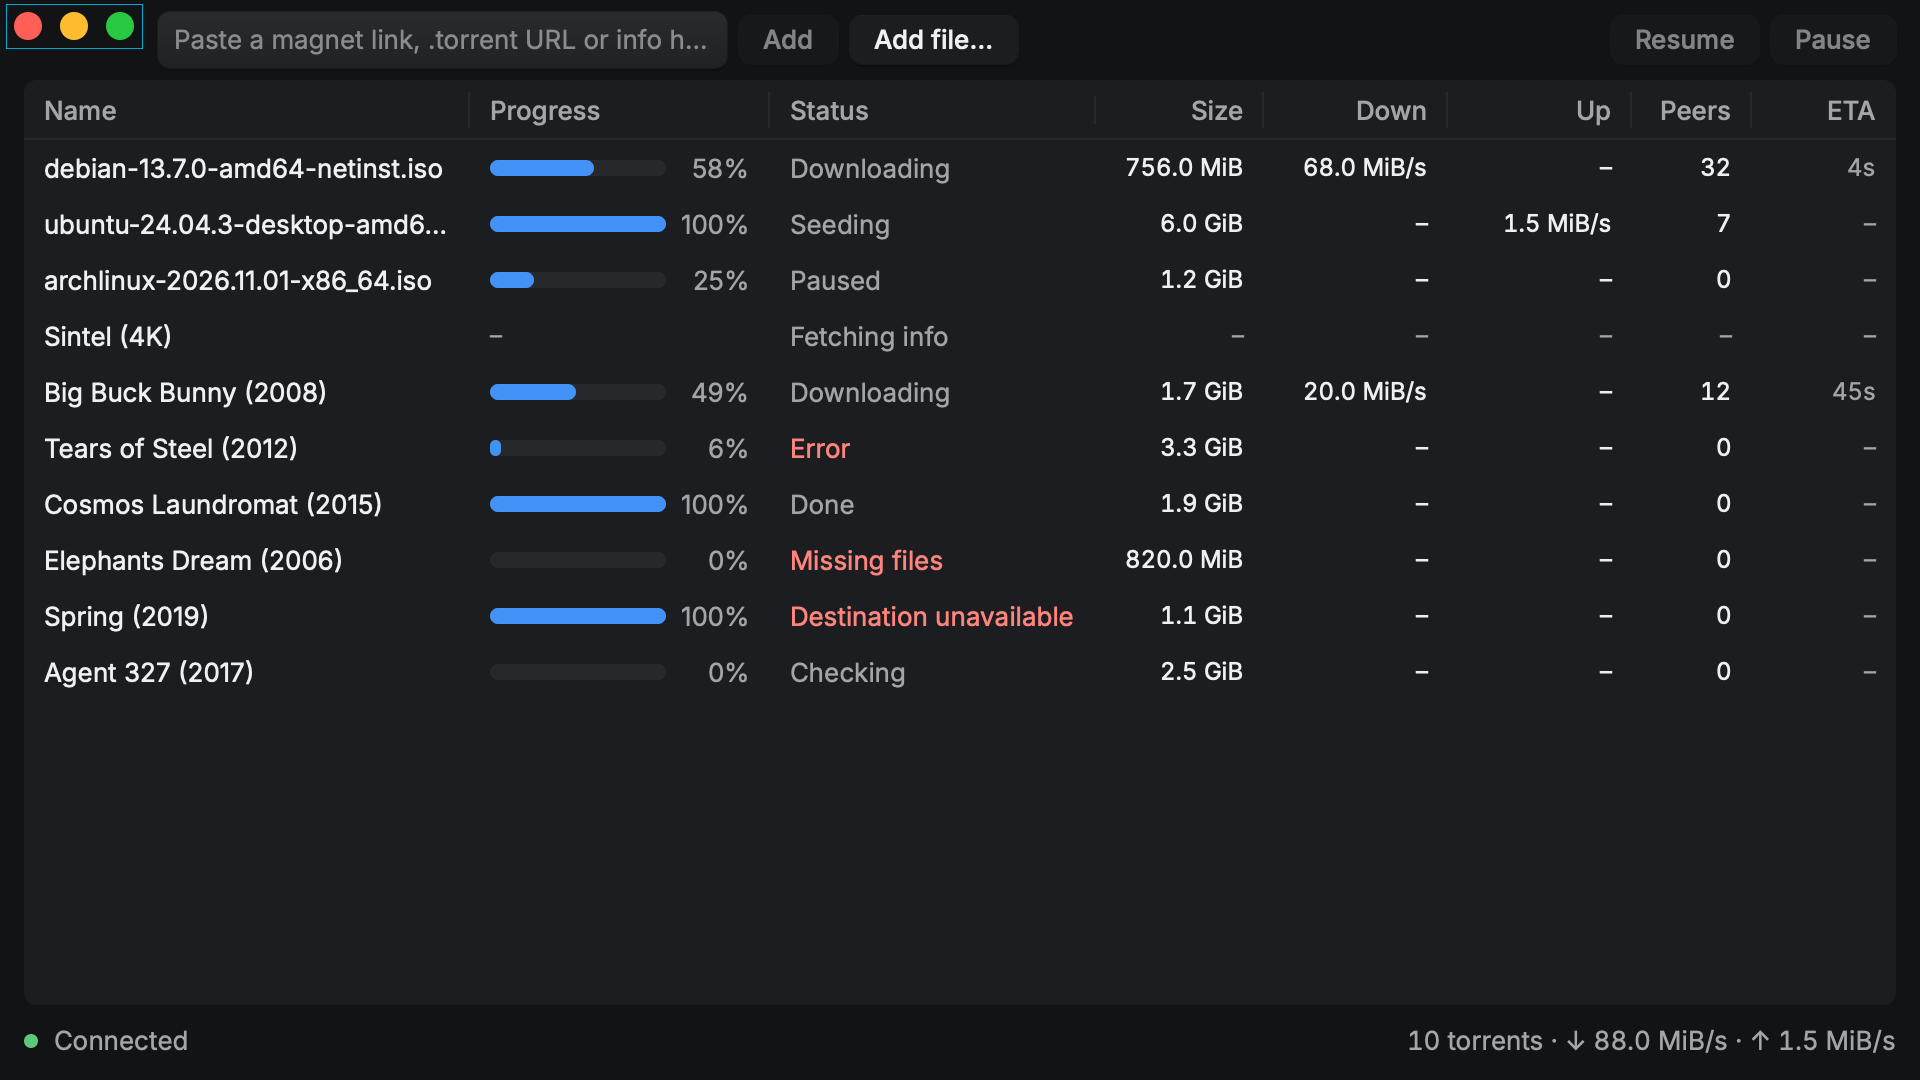 Paste a magnet link, .torrent URL or info h... Add Add file... Resume Pause
Name Progress Status Size Down Up Peers ETA
debian-13.7.0-amd64-netinst.iso 58% Downloading 756.0 MiB 68.0 MiB/s – 32 4s
ubuntu-24.04.3-desktop-amd6... 100% Seeding 6.0 GiB – 1.5 MiB/s 7 –
archlinux-2026.11.01-x86_64.iso 25% Paused 1.2 GiB – – 0 –
Sintel (4K) – Fetching info – – – – –
Big Buck Bunny (2008) 49% Downloading 1.7 GiB 20.0 MiB/s – 12 45s
Tears of Steel (2012) 6% Error 3.3 GiB – – 0 –
Cosmos Laundromat (2015) 100% Done 1.9 GiB – – 0 –
Elephants Dream (2006) 0% Missing files 820.0 MiB – – 0 –
Spring (2019) 100% Destination unavailable 1.1 GiB – – 0 –
Agent 327 (2017) 0% Checking 2.5 GiB – – 0 –
Connected 10 torrents · ↓ 88.0 MiB/s · ↑ 1.5 MiB/s